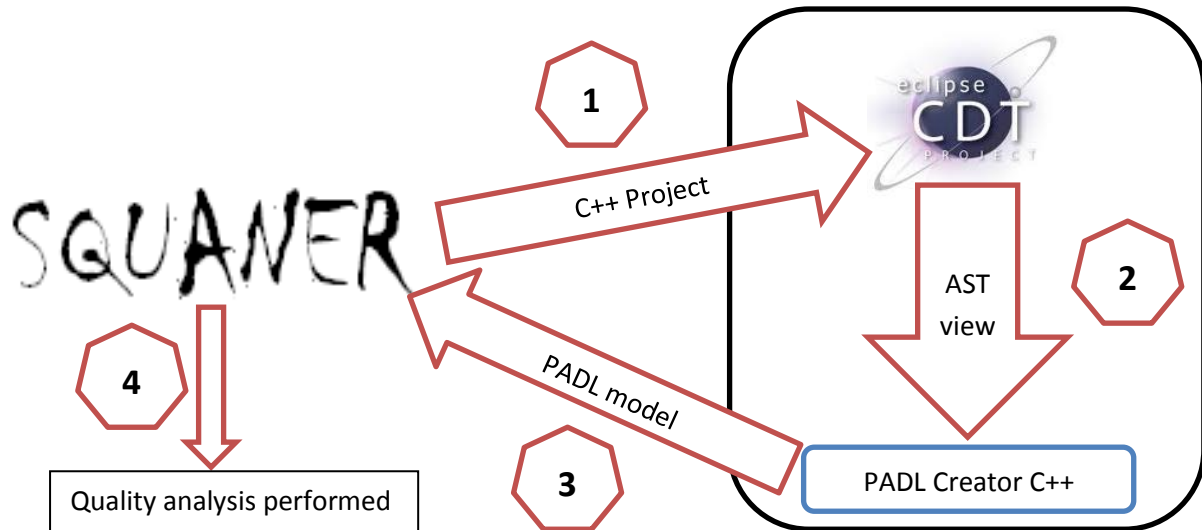 1
eclipse
CDT
PROJECT
C++ Project
SQUANER
2
AST
view
4
PADL model
3
PADL Creator C++
Quality analysis performed